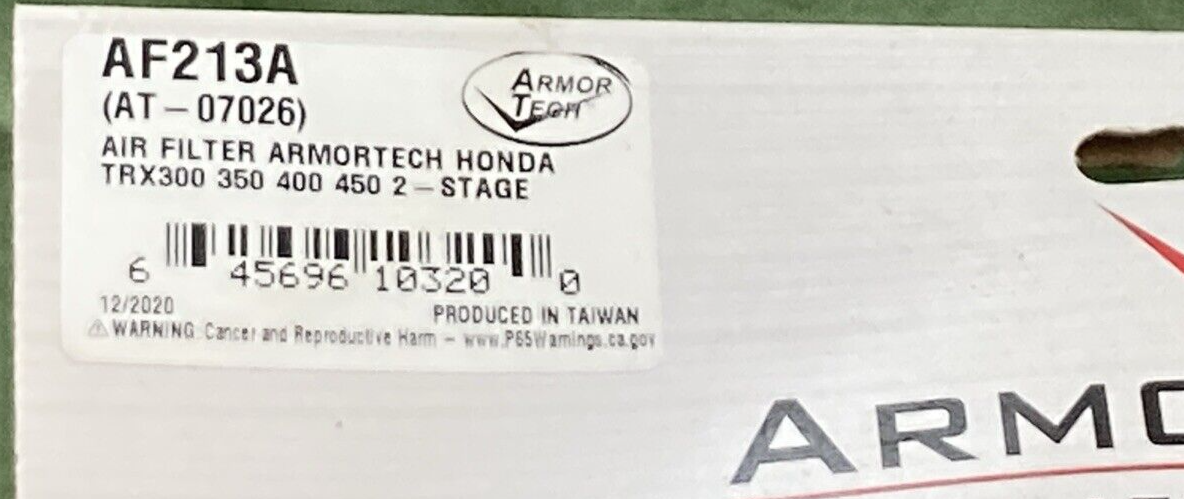 AF213A
(AT-07026)
ARMOR
TECH
AIR FILTER ARMORTECH HONDA
TRX300 350 400 450 2-STAGE
6 45696 10320 0
12/2020
PRODUCED IN TAIWAN
⚠WARNING: Cancer and Reproductive Harm - www.P65Warnings.ca.gov
ARMO